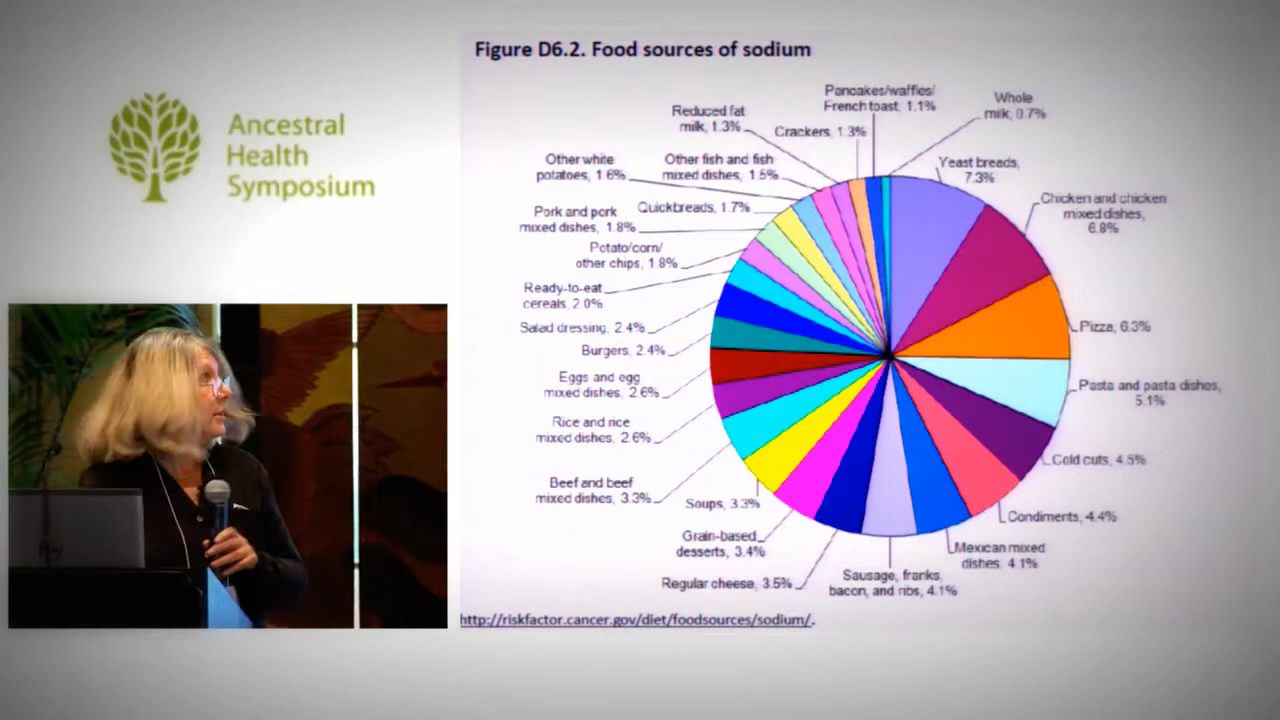 Ancestral
Health
Symposium
Figure D6.2. Food sources of sodium
Pancakes/waffles/
French toast, 1.1%
Whole
milk, 0.7%
Reduced fat
milk, 1.3%
Crackers, 1.3%
Yeast breads,
7.3%
Other white
potatoes, 1.6%
Other fish and fish
mixed dishes, 1.5%
Chicken and chicken
mixed dishes,
6.8%
Pork and pork
mixed dishes, 1.8%
Quickbreads, 1.7%
Potato/corn/
other chips, 1.8%
Ready-to-eat
cereals, 2.0%
Salad dressing, 2.4%
Pizza, 6.3%
Burgers, 2.4%
Eggs and egg
mixed dishes, 2.6%
Pasta and pasta dishes,
5.1%
Rice and rice
mixed dishes, 2.6%
Cold cuts, 4.5%
Beef and beef
mixed dishes, 3.3%
Soups, 3.3%
Condiments, 4.4%
Grain-based
desserts, 3.4%
Mexican mixed
dishes, 4.1%
Regular cheese, 3.5%
Sausage, franks,
bacon, and ribs, 4.1%
http://riskfactor.cancer.gov/diet/foodsources/sodium/.